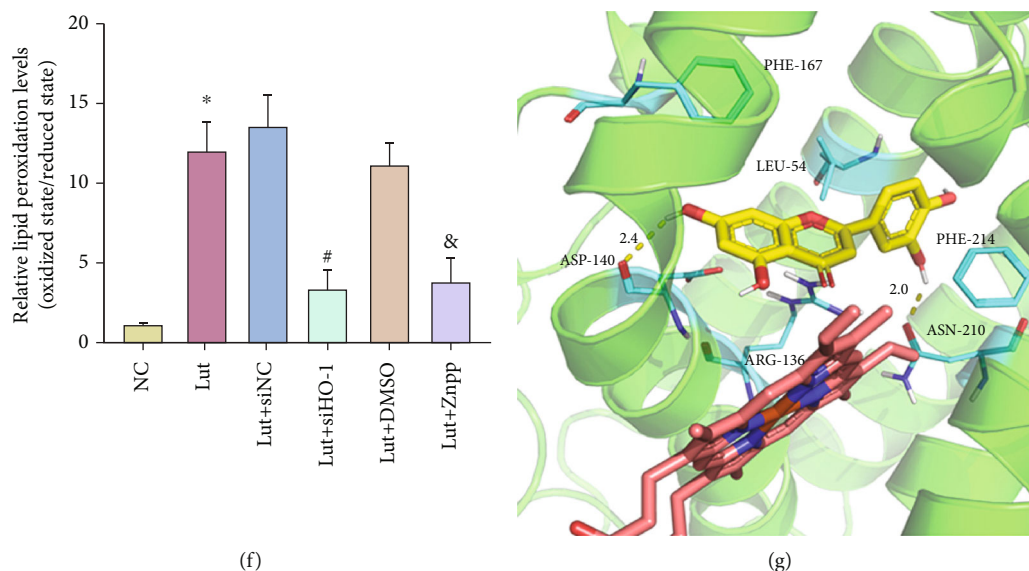 Relative lipid peroxidation levels
(oxidized state/reduced state)
20
15
10
5
0
*
#
&
NC
Lut
Lut+siNC
Lut+siHO-1
Lut+DMSO
Lut+Znpp
(f)
PHE-167
LEU-54
2.4
ASP-140
PHE-214
2.0
ASN-210
ARG-136
(g)